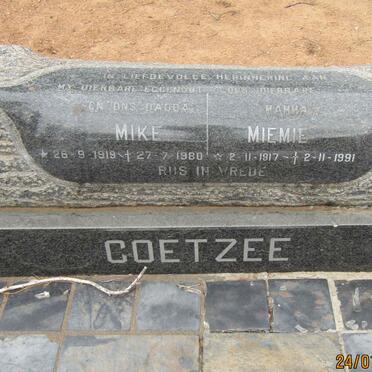 IN LIEFDEVOLLE HERINNERING AAN
MY DIERBARE EGGENOOT ONS DIERBARE
EN ONS DADDA MAMMA
MIKE MIEMIE
☆ 26-9-1919 ✝ 27-7-1980 ☆ 2-11-1917 ✝ 2-11-1991
RUS IN VREDE
COETZEE
24/0